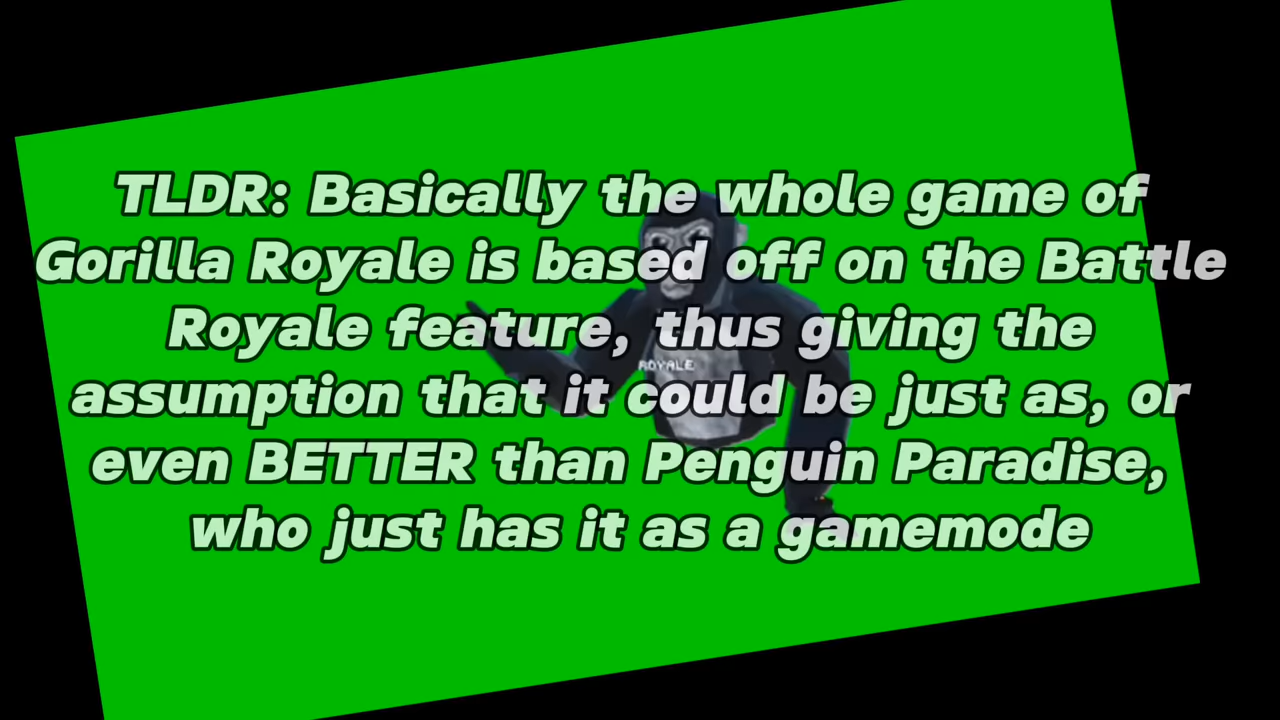 TLDR: Basically the whole game of
Gorilla Royale is based off on the Battle
Royale feature, thus giving the
ROYALE
assumption that it could be just as, or
even BETTER than Penguin Paradise,
who just has it as a gamemode